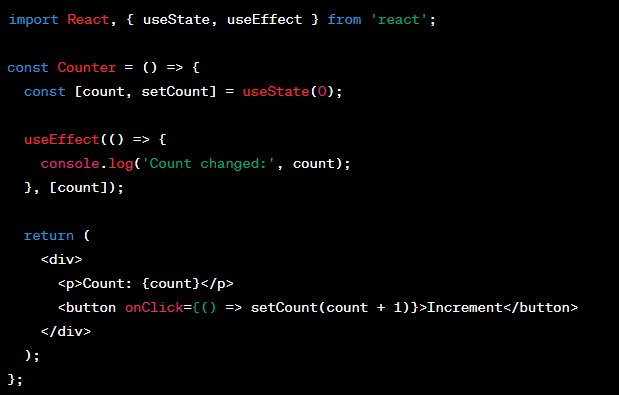 import React, { useState, useEffect } from 'react';
const Counter = () => {
const [count, setCount] = useState(0);
useEffect(() => {
console.log('Count changed:', count);
}, [count]);
return (
<div>
<p>Count: {count}</p>
<button onClick={() => setCount(count + 1)}>Increment</button>
</div>
);
};